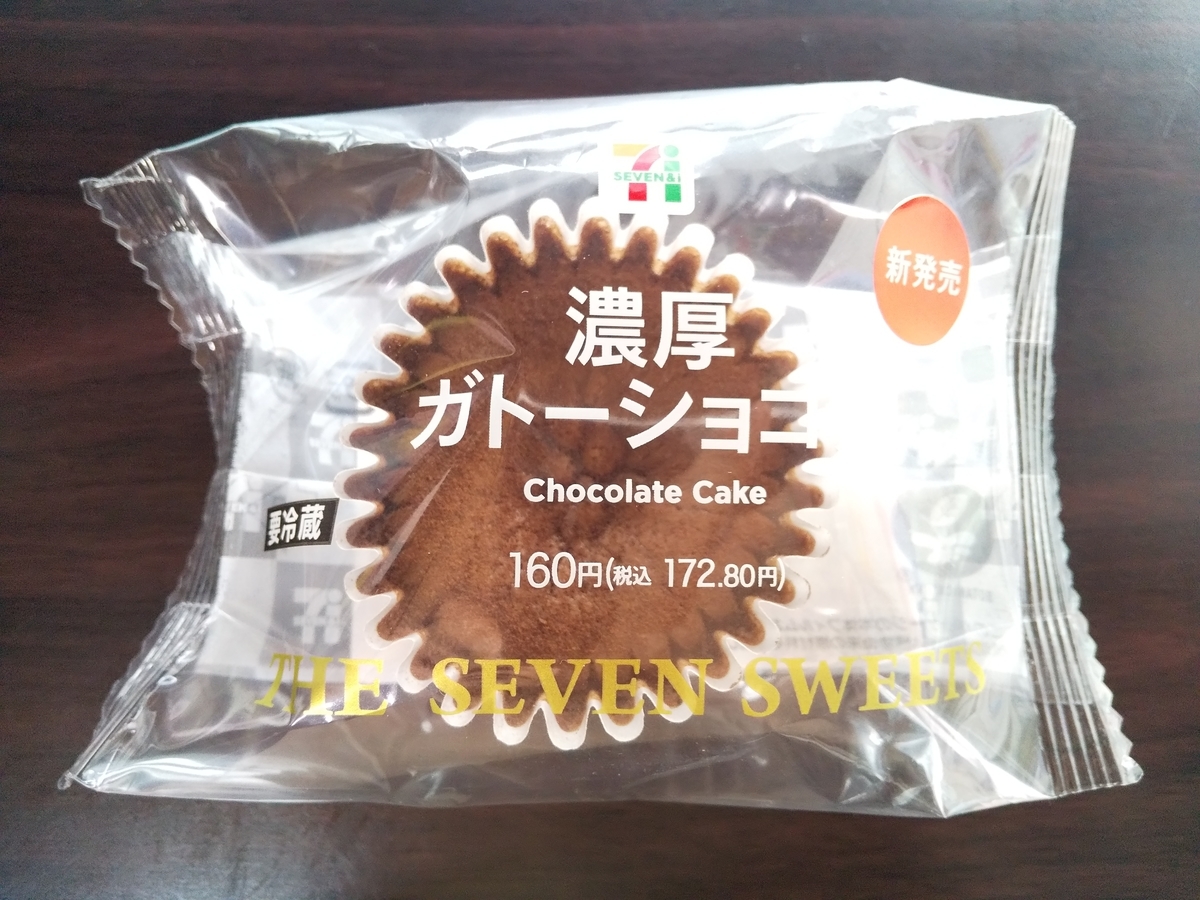 SEVEN&i
新発売
濃厚
ガトーショコ
Chocolate Cake
要冷蔵
160円(税込 172.80円)
THE SEVEN SWEETS